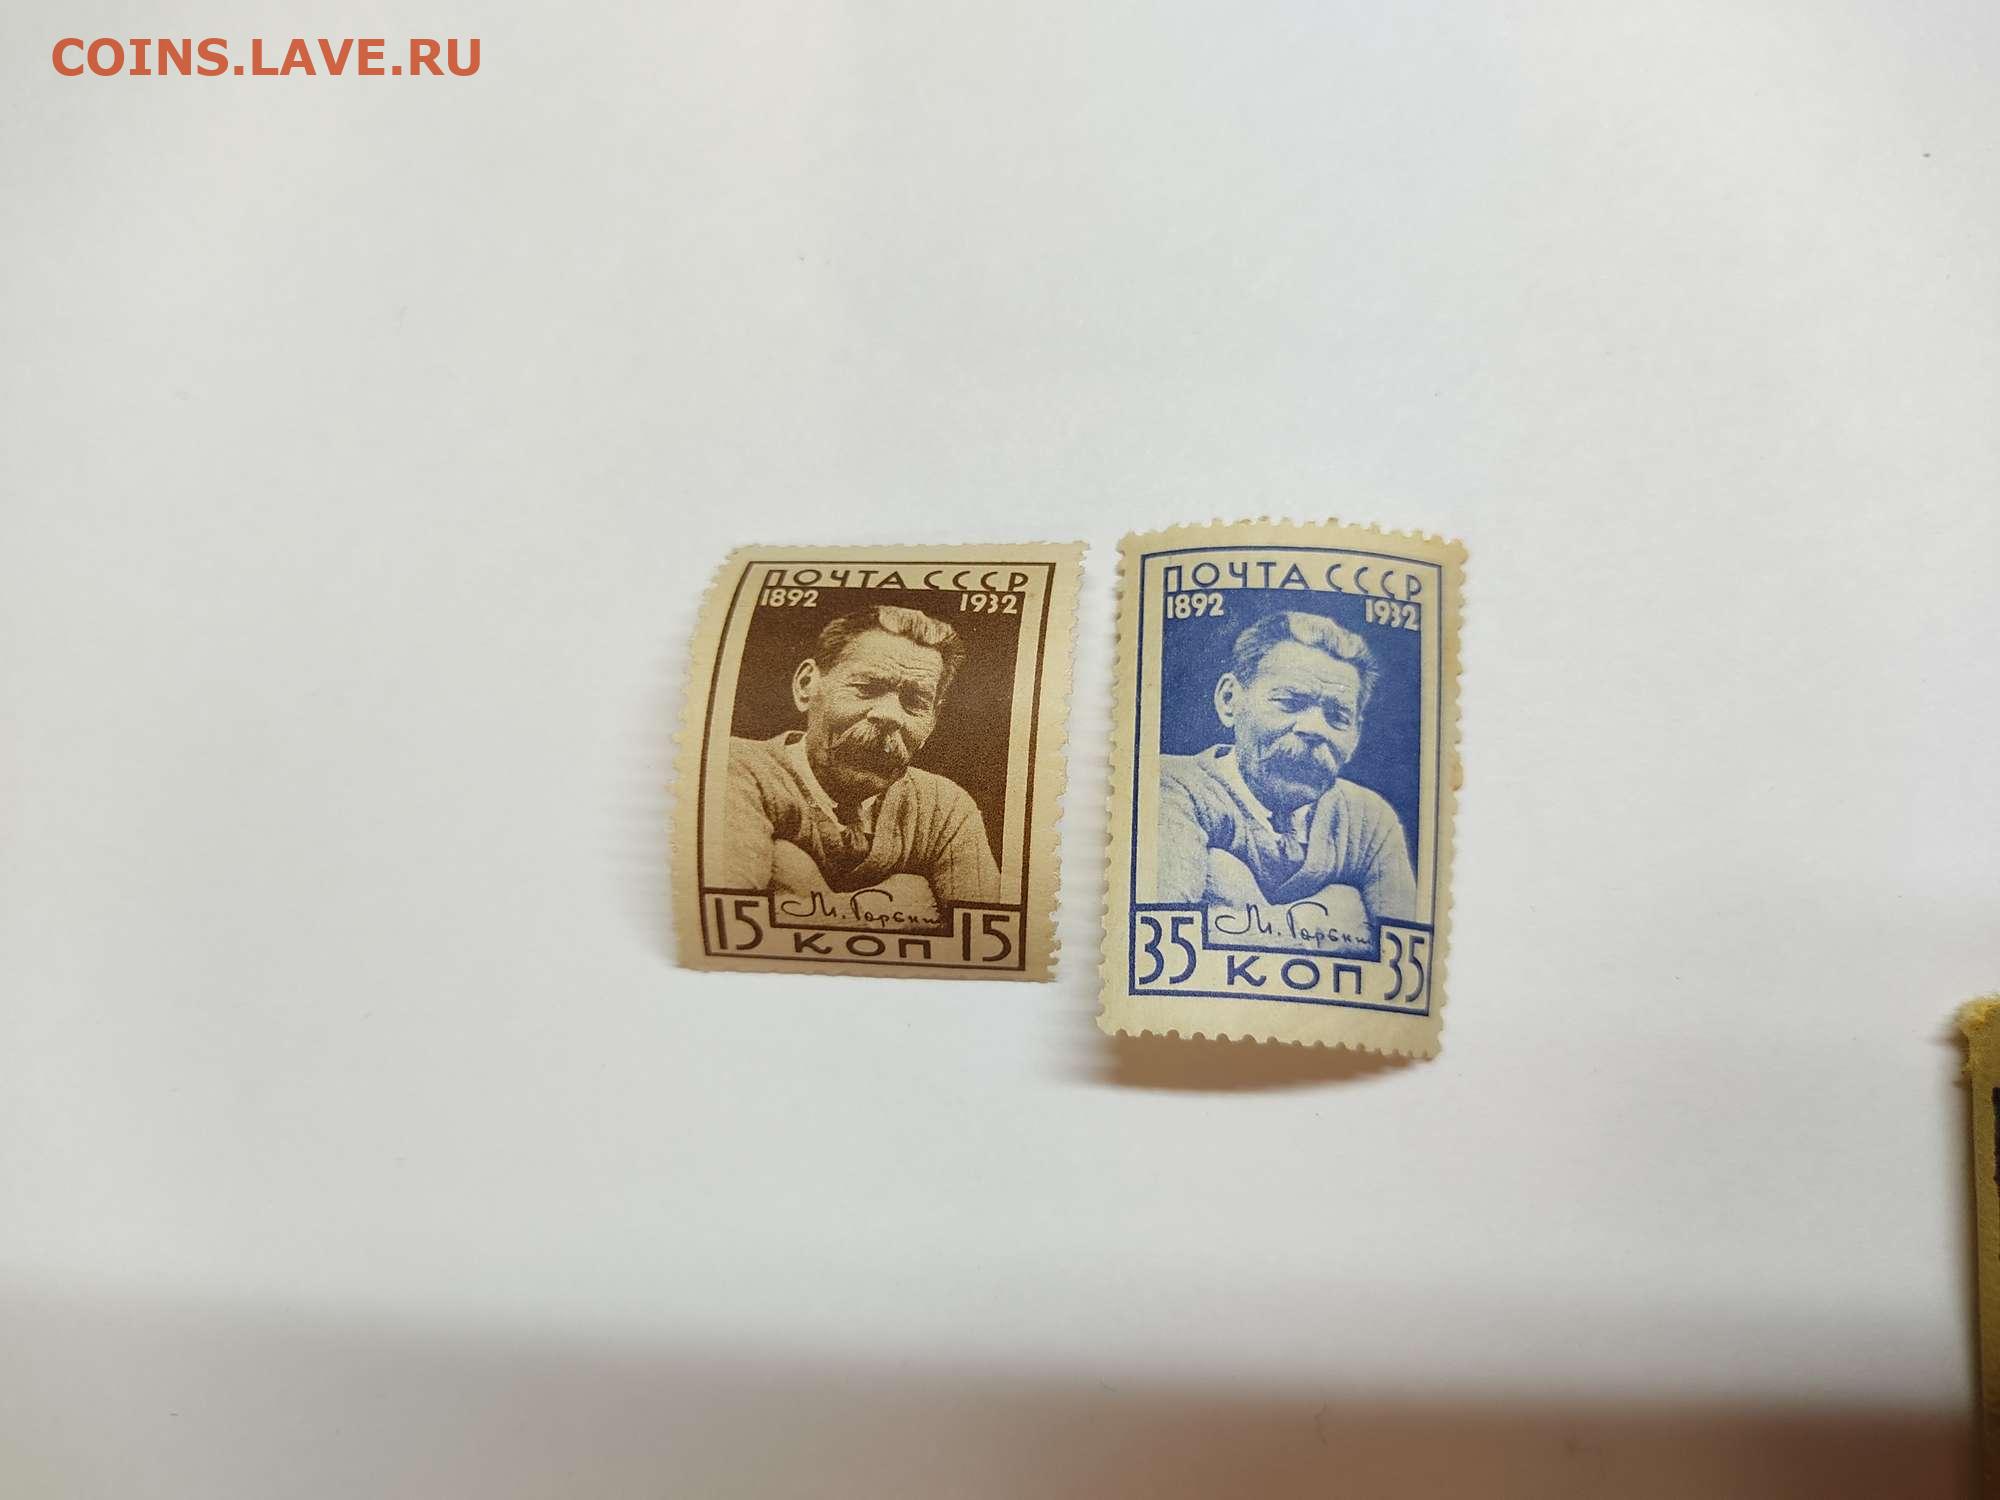 COINS.LAVE.RU
ПОЧТА СССР
1892 1932
М. Горький
15 КОП 15
ПОЧТА СССР
1892 1932
М. Горький
35 КОП 35